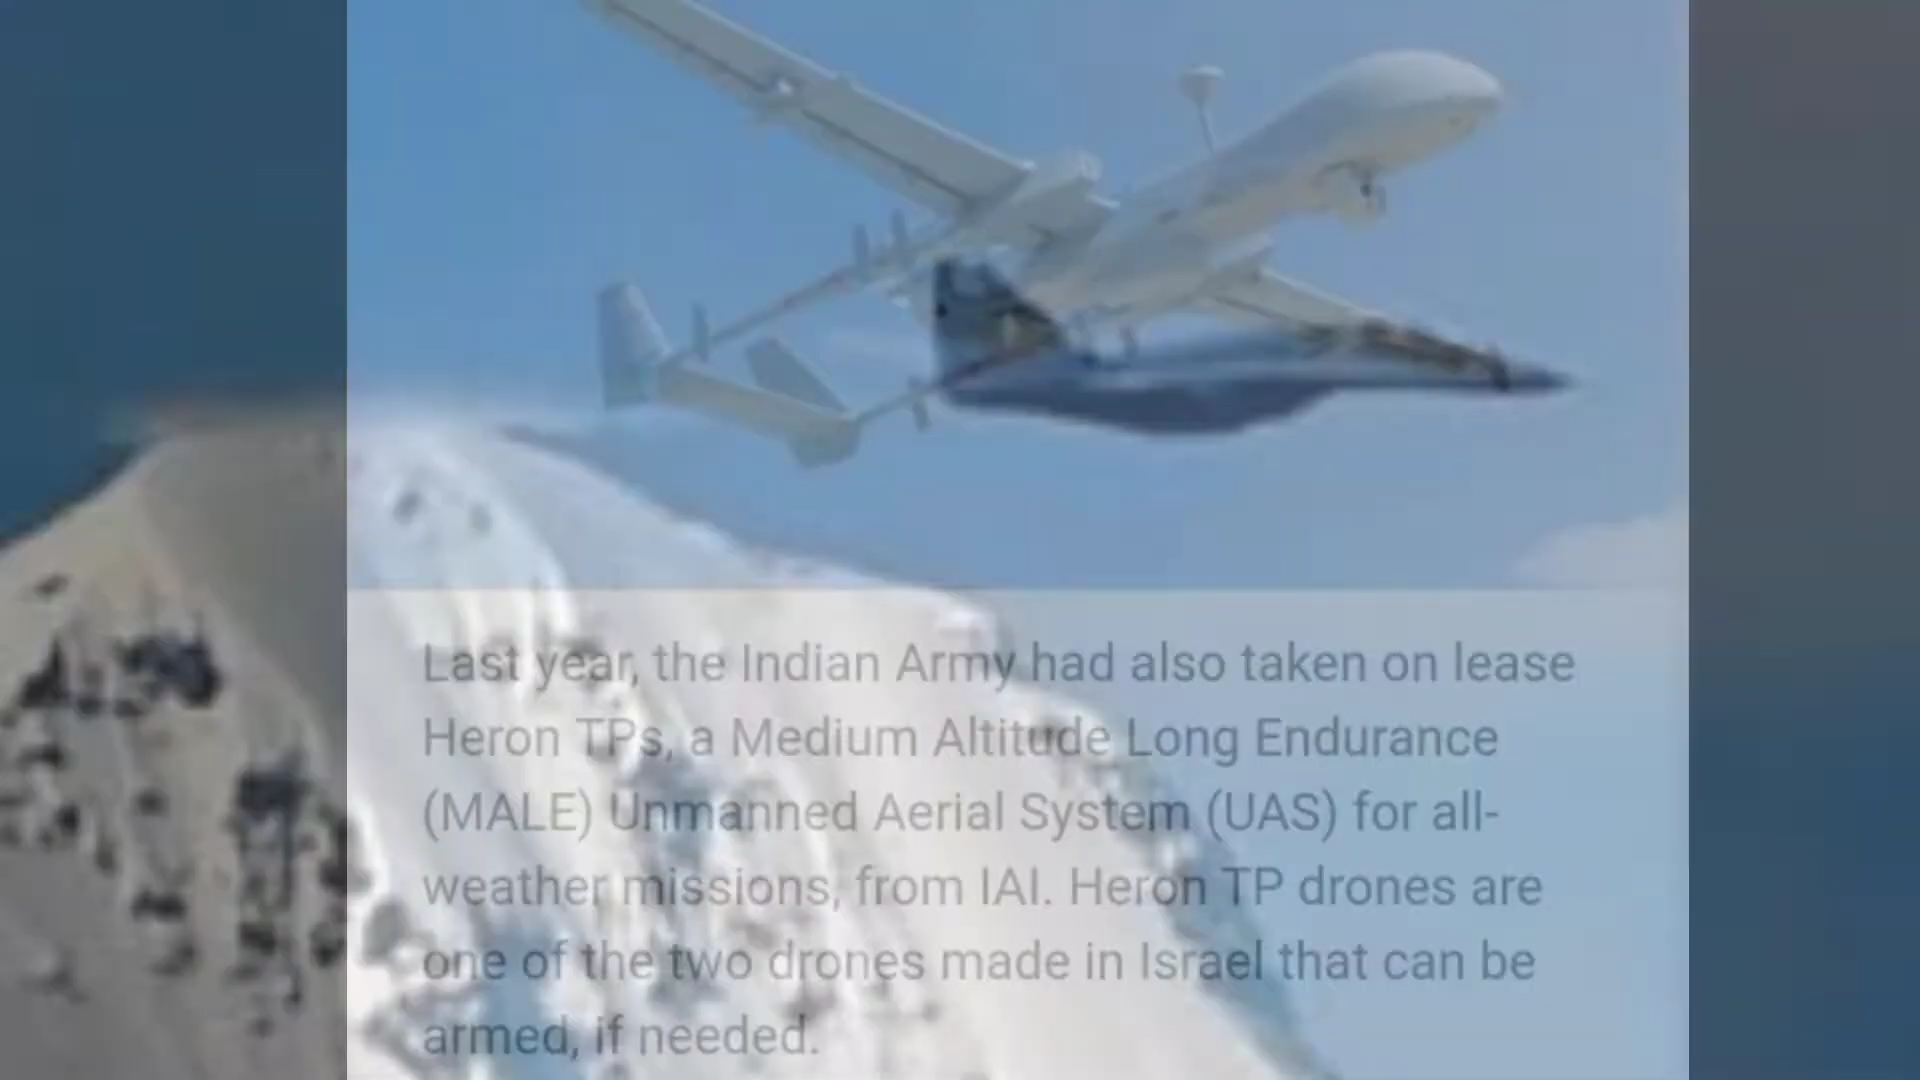 Last year, the Indian Army had also taken on lease
Heron TPs, a Medium Altitude Long Endurance
(MALE) Unmanned Aerial System (UAS) for all-
weather missions, from IAI. Heron TP drones are
one of the two drones made in Israel that can be
armed, if needed.